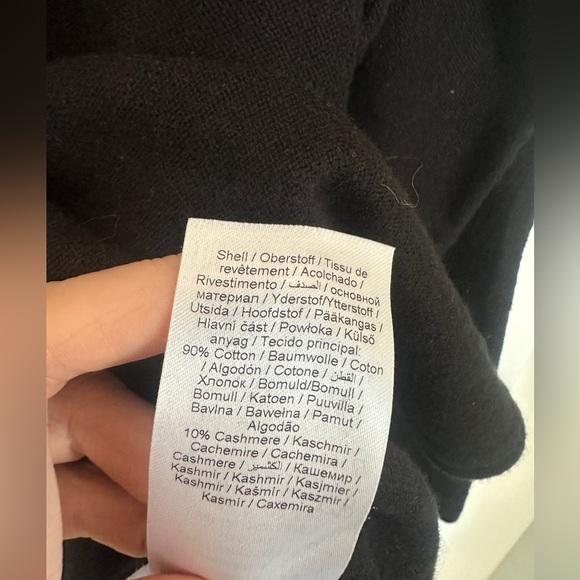 Shell / Oberstoff / Tissu de
revêtement / Acolchado /
Rivestimento / الصدف / основной
материал / Yderstof/Ytterstoff /
Utsida / Hoofdstof / Pääkangas /
Hlavní část / Powłoka / Külső
anyag / Tecido principal:
90% Cotton / Baumwolle / Coton
/ Algodón / Cotone / القطن /
Хлопок / Bomuld/Bomull /
Bomull / Katoen / Puuvilla /
Bavlna / Bawełna / Pamut /
Algodão
10% Cashmere / Kaschmir /
Cachemire / Cachemira /
Cashmere / الكشمير / Кашемир /
Kashmir / Kashmir / Kasjmier /
Kashmir / Kašmír / Kaszmir /
Kasmír / Caxemira